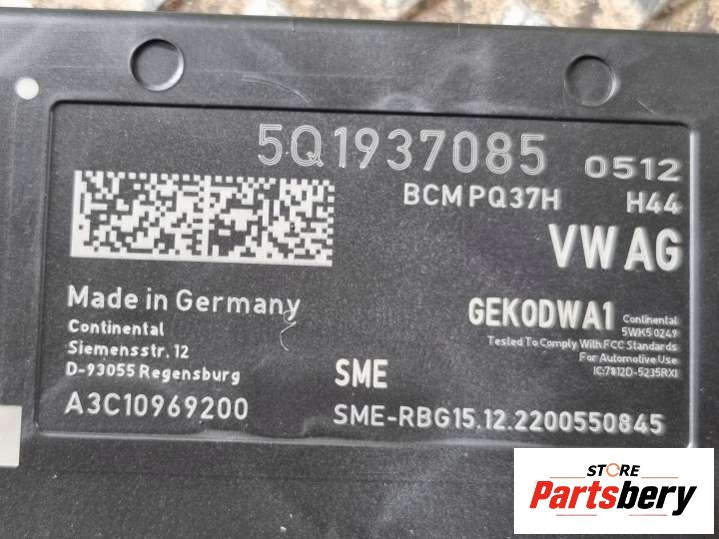 5Q1937085 0512
BCM PQ37H H44
VW AG
Made in Germany
Continental
Siemensstr. 12
D-93055 Regensburg
A3C10969200
GEKODWA1
Continental
5WK50249
Tested To Comply With FCC Standards
For Automotive Use
IC:7812D-5235RXI
SME
SME-RBG15.12.2200550845
STORE
Partsbery